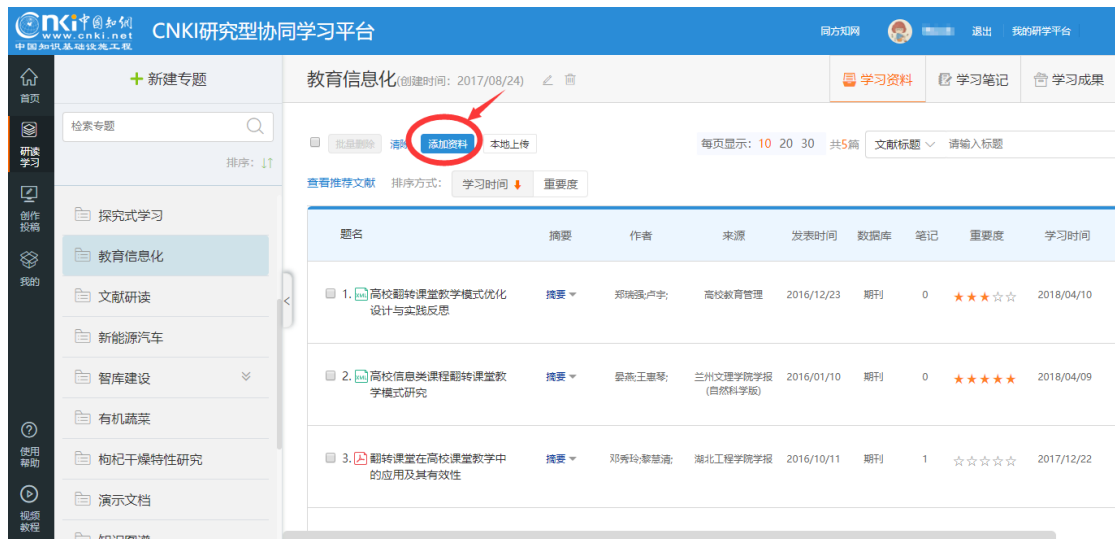 CNKi中国知网
www.cnki.net
中国知识基础设施工程
CNKI研究型协同学习平台
同方知网
退出
我的研学平台
首页
研读
学习
创作
投稿
我的
使用
帮助
视频
教程
+ 新建专题
检索专题
排序：↓↑
探究式学习
教育信息化
文献研读
新能源汽车
智库建设
有机蔬菜
枸杞干燥特性研究
演示文档
知识图谱
教育信息化(创建时间：2017/08/24)
学习资料
学习笔记
学习成果
批量删除 清除 添加资料 本地上传
每页显示：10 20 30 共5篇 文献标题 请输入标题
查看推荐文献 排序方式： 学习时间 重要度
题名 摘要 作者 来源 发表时间 数据库 笔记 重要度 学习时间
1. 高校翻转课堂教学模式优化 摘要 郑瑞强;卢宇; 高校教育管理 2016/12/23 期刊 0 ★★★☆☆ 2018/04/10
设计与实践反思
2. 高校信息类课程翻转课堂教 摘要 晏燕;王惠琴; 兰州文理学院学报 2016/01/10 期刊 0 ★★★★★ 2018/04/09
学模式研究 (自然科学版)
3. 翻转课堂在高校课堂教学中 摘要 邓秀玲;黎慧清; 湖北工程学院学报 2016/10/11 期刊 1 ☆☆☆☆☆ 2017/12/22
的应用及其有效性